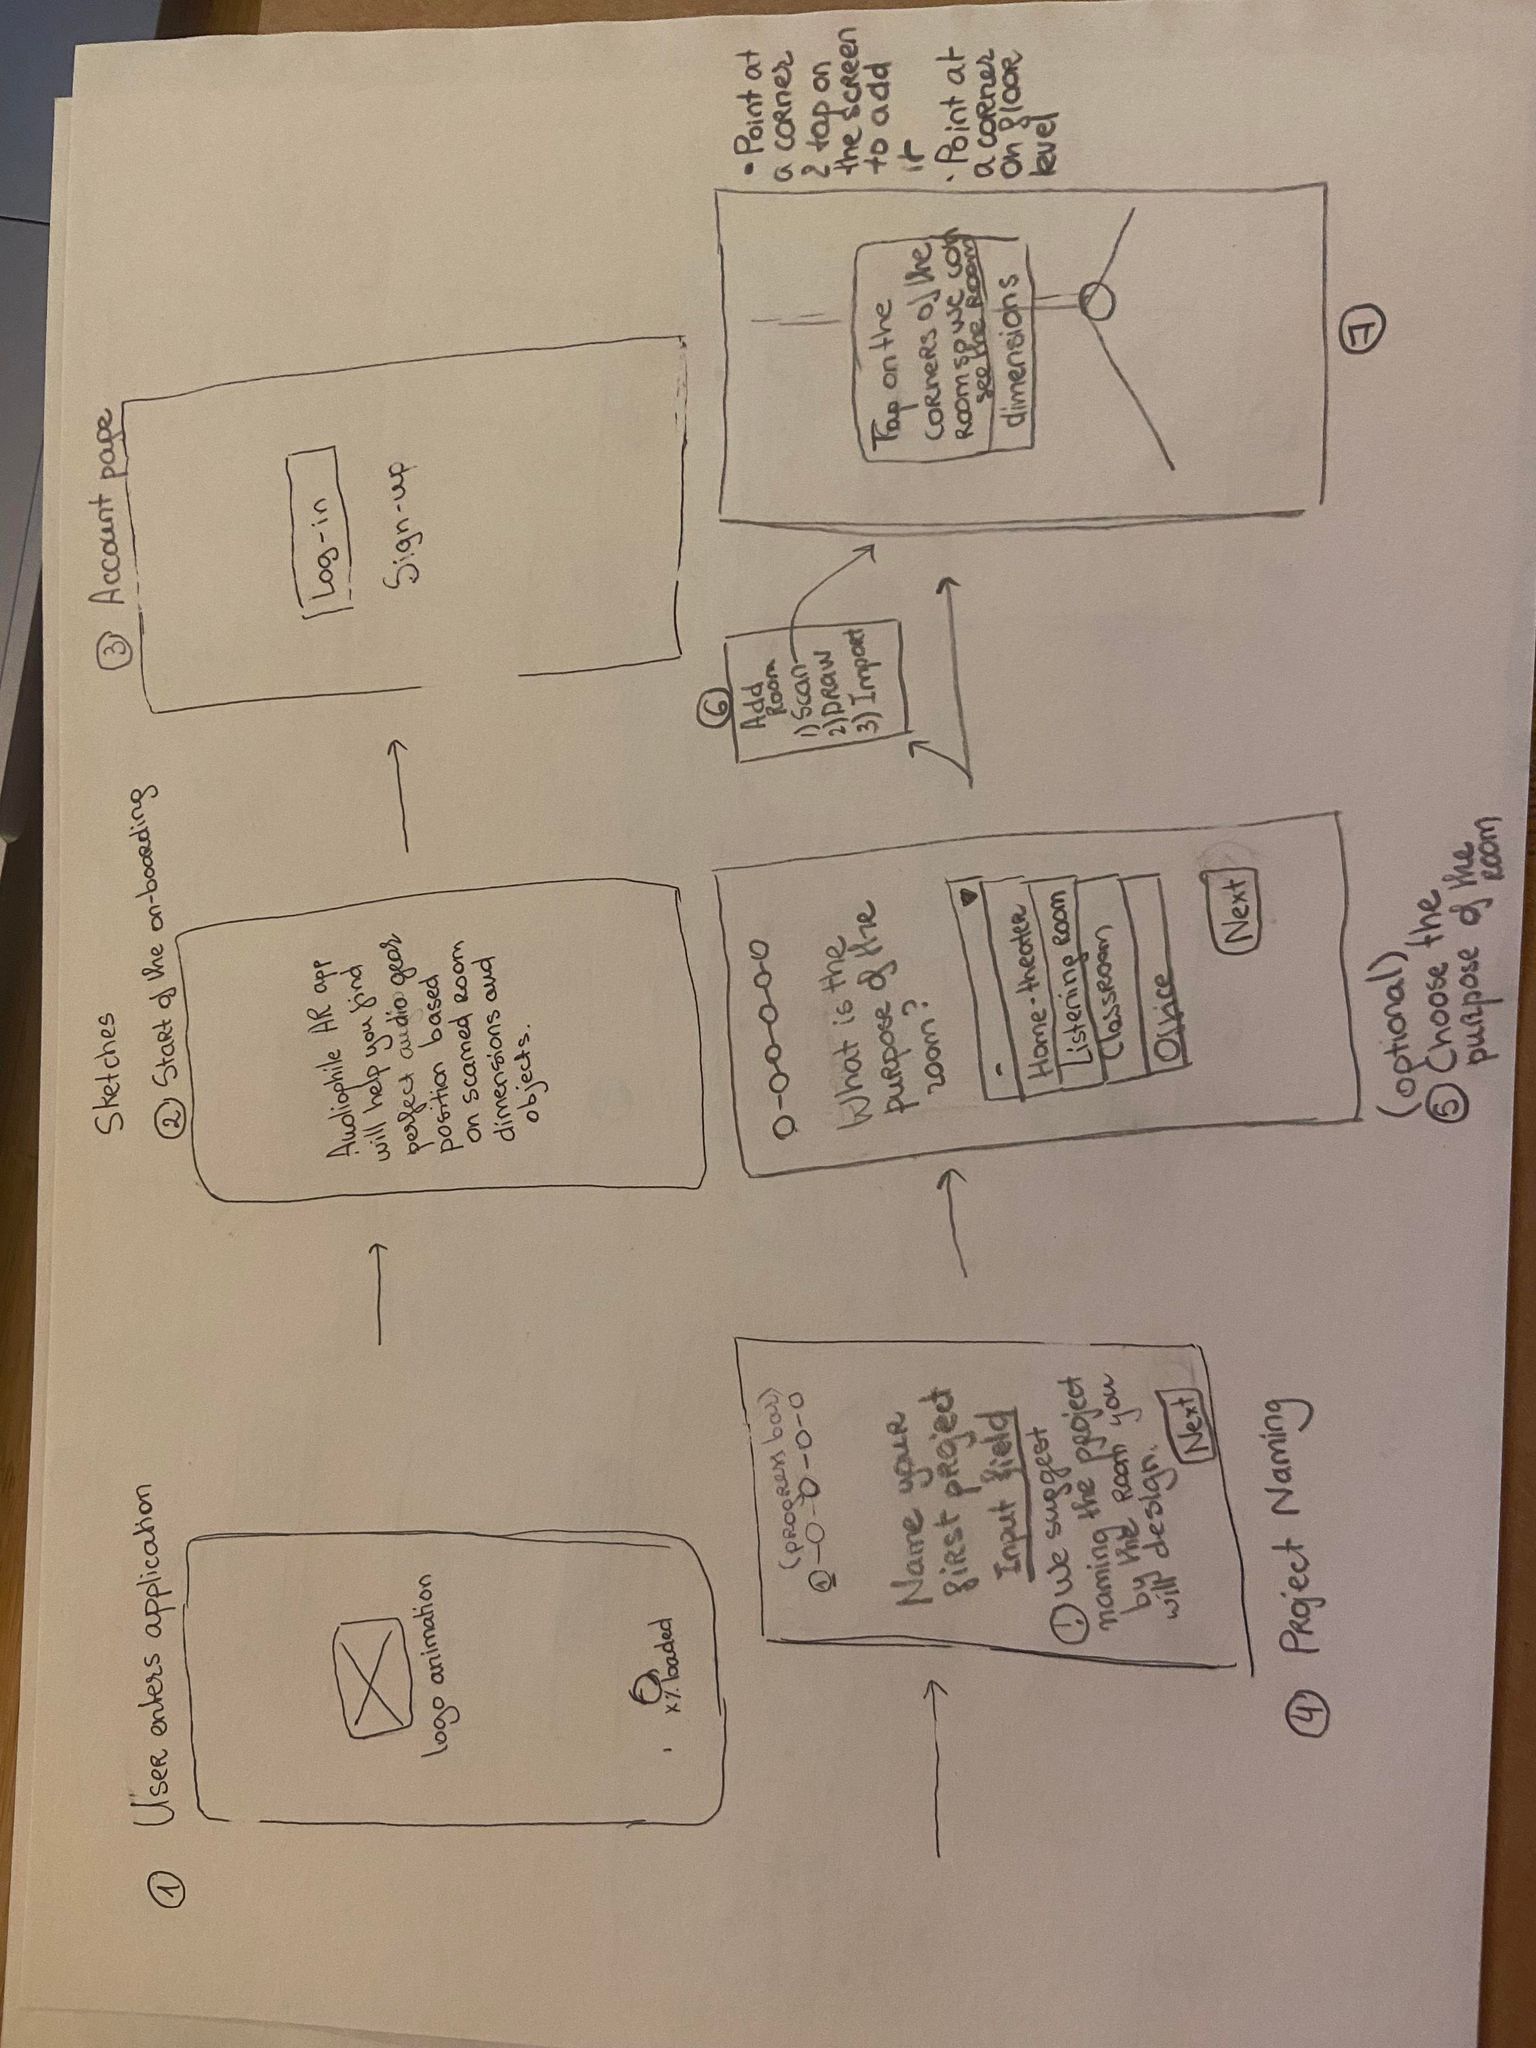 Sketches
① User enters application
logo animation
x% loaded
② Start of the on-boarding
Audiophile AR app
will help you find
perfect audio gear
position based
on scanned room
dimensions and
objects.
③ Account page
Log-in
Sign-up
(progress bar)
1
Name your
first project
Input field
! We suggest
naming the project
by the room you
will design.
Next
④ Project Naming
What is the
purpose of the
room?
-
Home-theater
Listening Room
Classroom
Office
Next
(optional)
⑤ Choose the
purpose of the
room
⑥
Add
Room
1) Scan
2) Draw
3) Import
Tap on the
corners of the
room so we can
see the room
dimensions
• Point at
a corner
& tap on
the screen
to add
it
• Point at
a corner
on floor
level
⑦